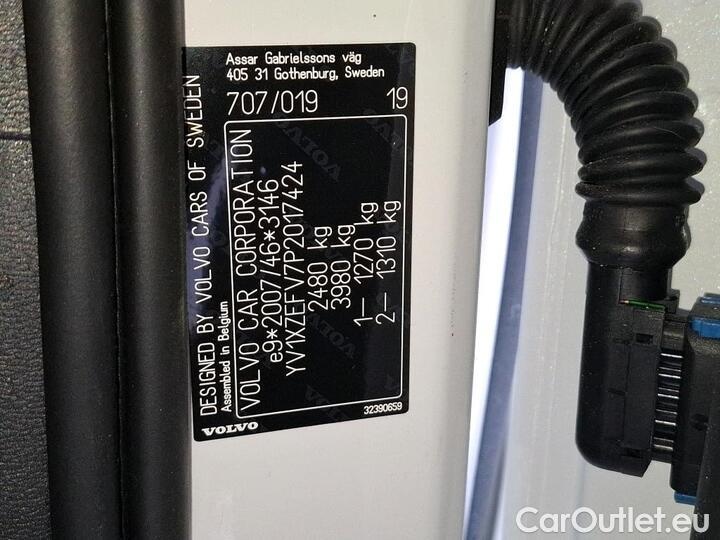 Assar Gabrielssons väg
405 31 Gothenburg, Sweden
707/019 19
DESIGNED BY VOLVO CARS OF SWEDEN
Assembled in Belgium
VOLVO CAR CORPORATION
e9*2007/46*3146
YV1XZEFV7P2017424
2480 kg
3980 kg
1– 1270 kg
2– 1310 kg
32390659
VOLVO
CarOutlet.eu